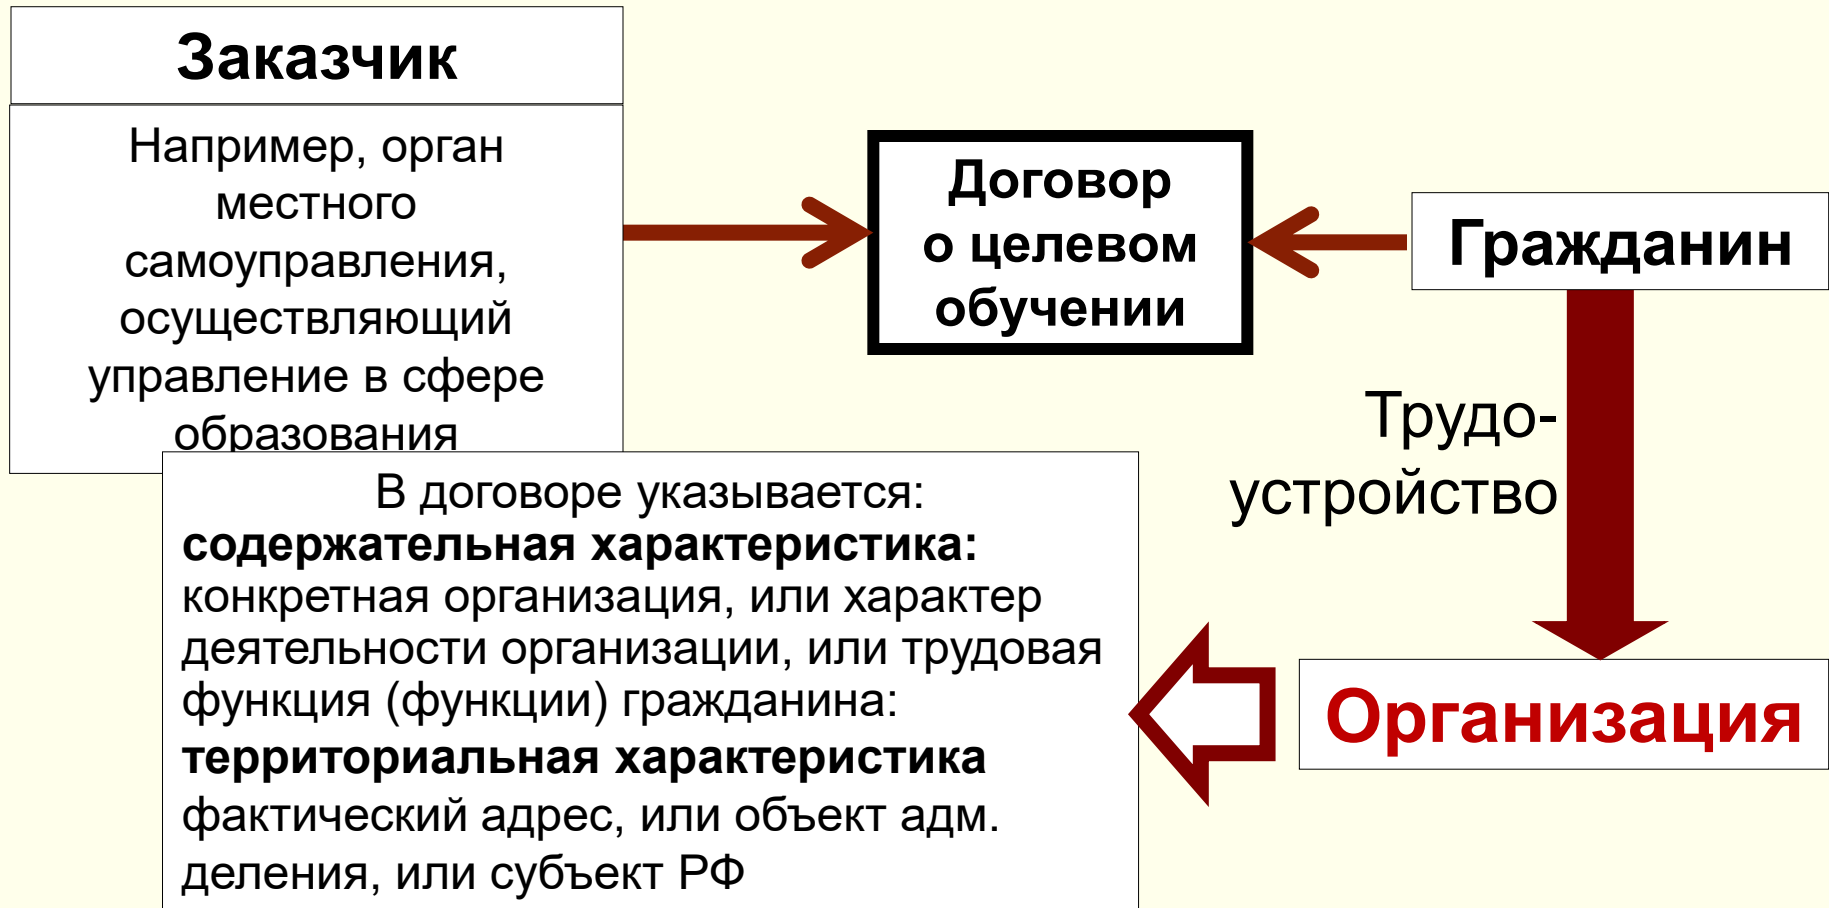 Заказчик
Например, орган
местного
самоуправления,
осуществляющий
управление в сфере
образования
Договор
о целевом
обучении
Гражданин
Трудо-
устройство
Организация
В договоре указывается:
содержательная характеристика:
конкретная организация, или характер
деятельности организации, или трудовая
функция (функции) гражданина:
территориальная характеристика
фактический адрес, или объект адм.
деления, или субъект РФ